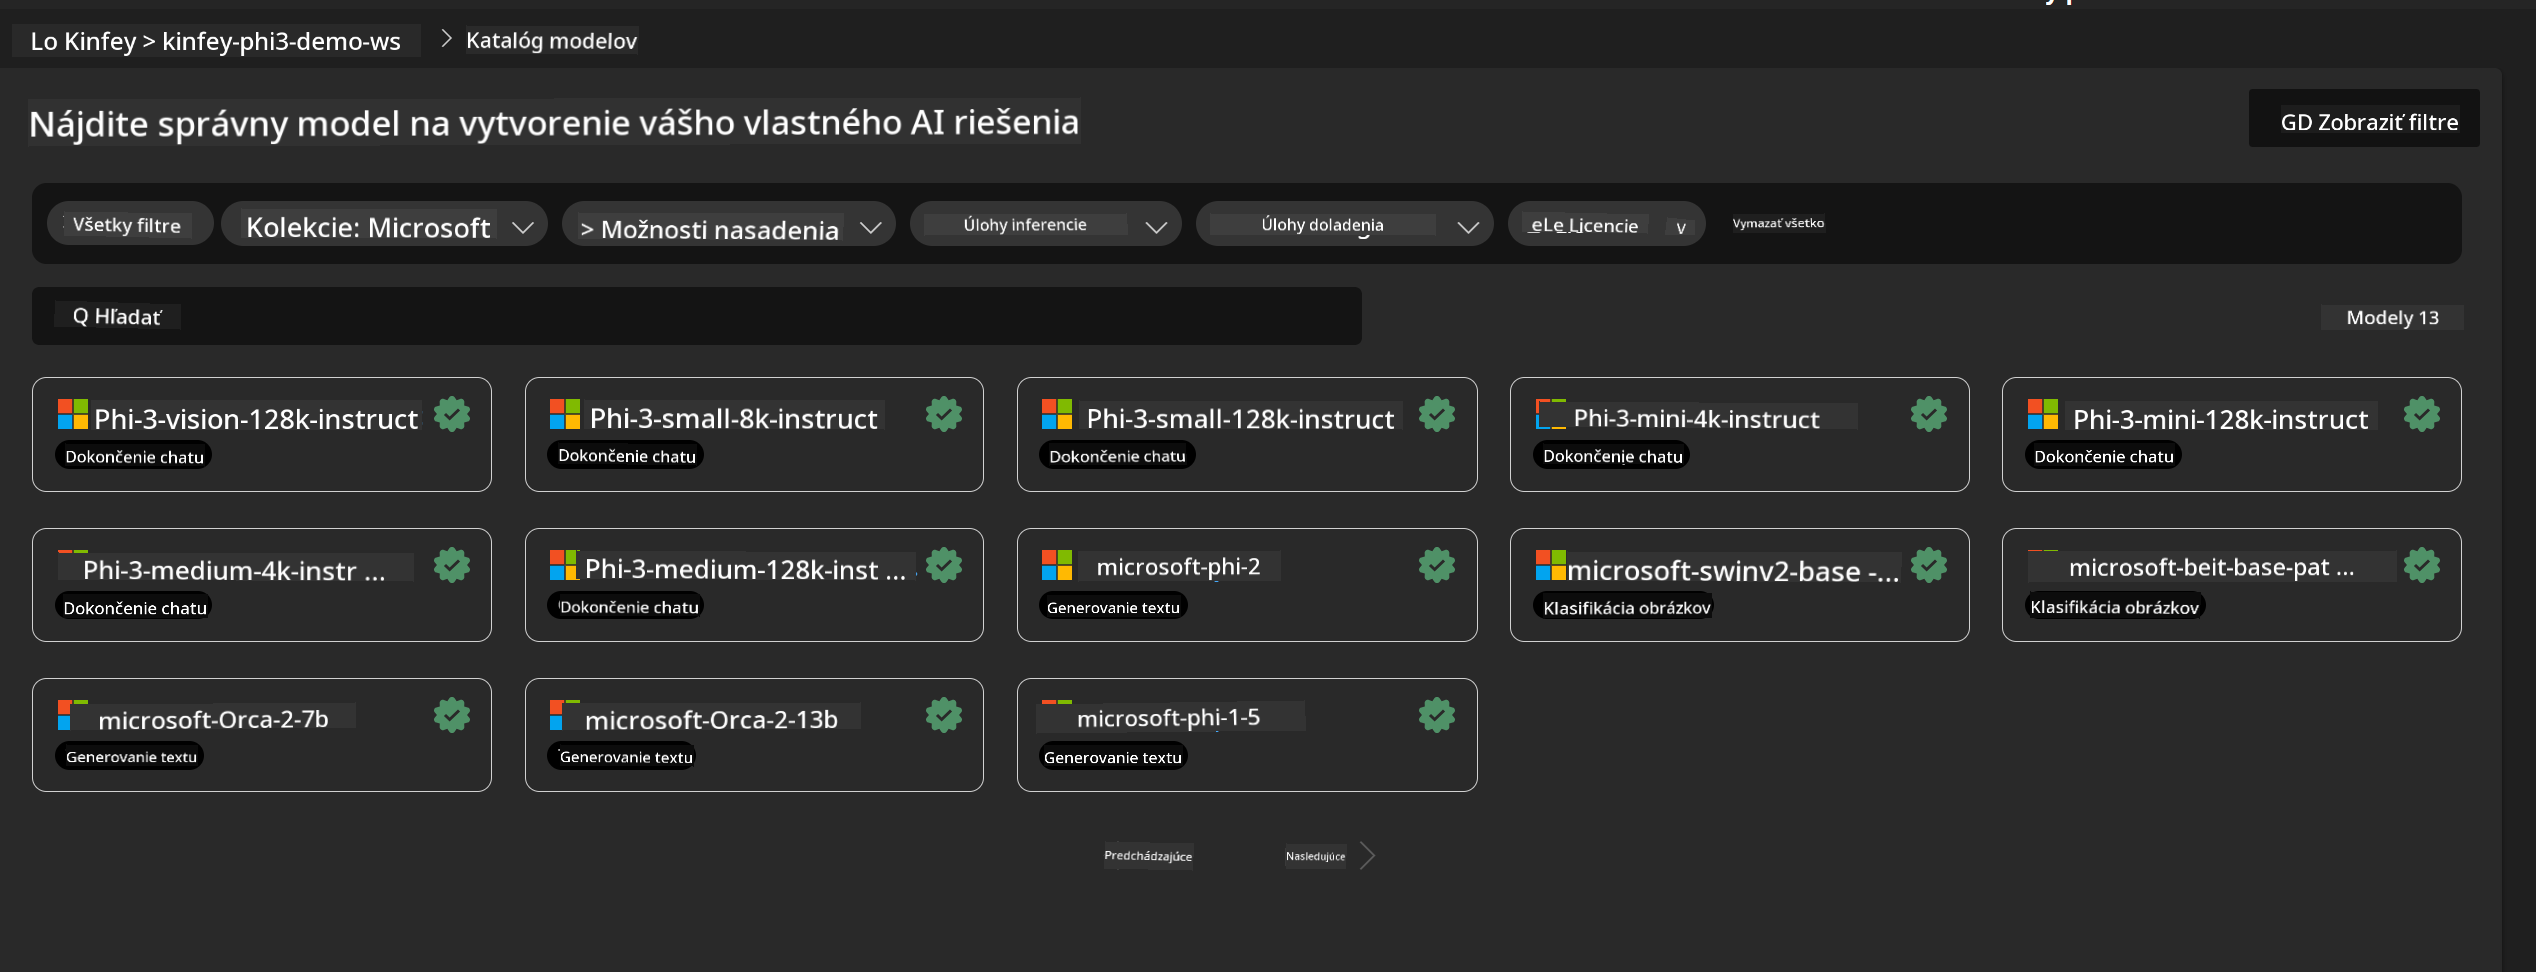 Lo Kinfey > kinfey-phi3-demo-ws > Katalóg modelov
Nájdite správny model na vytvorenie vášho vlastného AI riešenia
GD Zobraziť filtre
Všetky filtre
Kolekcie: Microsoft
> Možnosti nasadenia
Úlohy inferencie
Úlohy doladenia
eLe Licencie v
Vymazať všetko
Q Hľadať
Modely 13
Phi-3-vision-128k-instruct
Dokončenie chatu
Phi-3-small-8k-instruct
Dokončenie chatu
Phi-3-small-128k-instruct
Dokončenie chatu
Phi-3-mini-4k-instruct
Dokončenie chatu
Phi-3-mini-128k-instruct
Dokončenie chatu
Phi-3-medium-4k-instr ...
Dokončenie chatu
Phi-3-medium-128k-inst ...
Dokončenie chatu
microsoft-phi-2
Generovanie textu
microsoft-swinv2-base -...
Klasifikácia obrázkov
microsoft-beit-base-pat ...
Klasifikácia obrázkov
microsoft-Orca-2-7b
Generovanie textu
microsoft-Orca-2-13b
Generovanie textu
microsoft-phi-1-5
Generovanie textu
Predchádzajúce
Nasledujúce